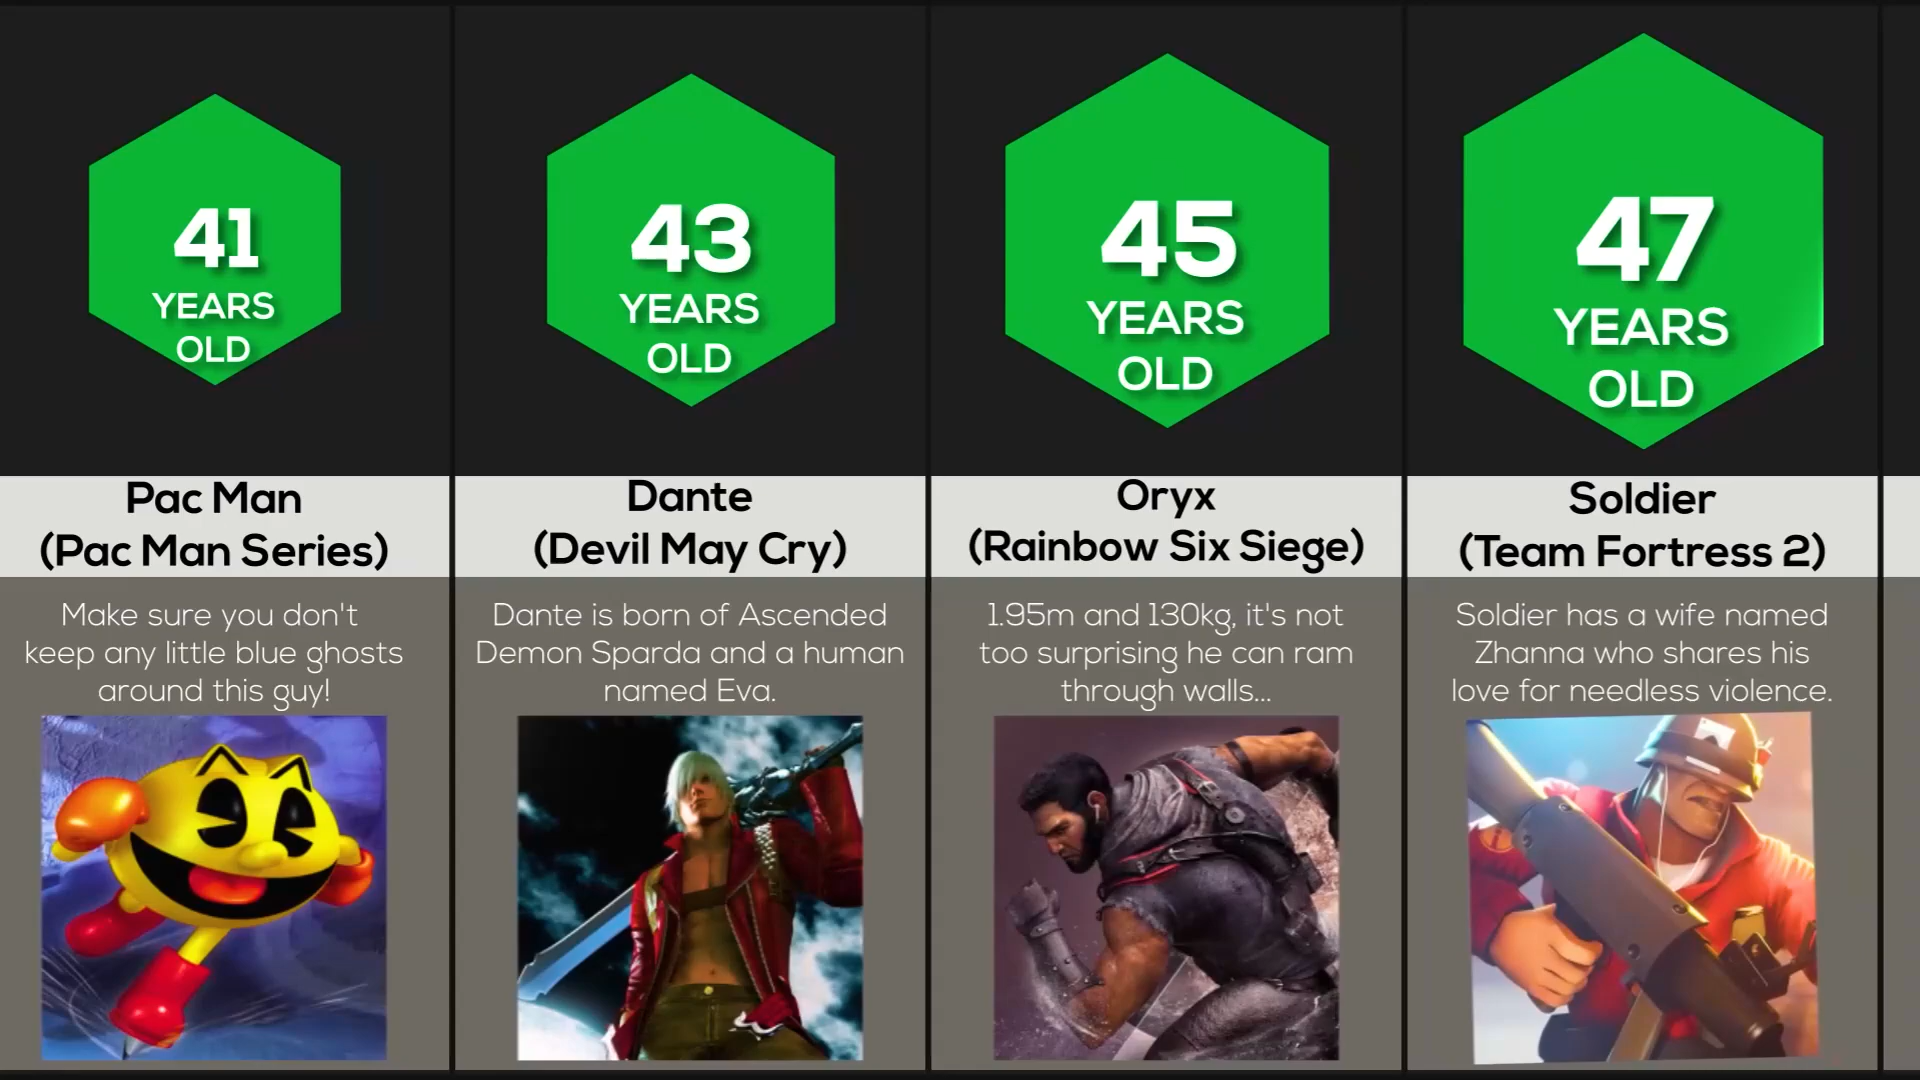 41
YEARS
OLD
Pac Man
(Pac Man Series)
Make sure you don't
keep any little blue ghosts
around this guy!
43
YEARS
OLD
Dante
(Devil May Cry)
Dante is born of Ascended
Demon Sparda and a human
named Eva.
45
YEARS
OLD
Oryx
(Rainbow Six Siege)
1.95m and 130kg, it's not
too surprising he can ram
through walls...
47
YEARS
OLD
Soldier
(Team Fortress 2)
Soldier has a wife named
Zhanna who shares his
love for needless violence.